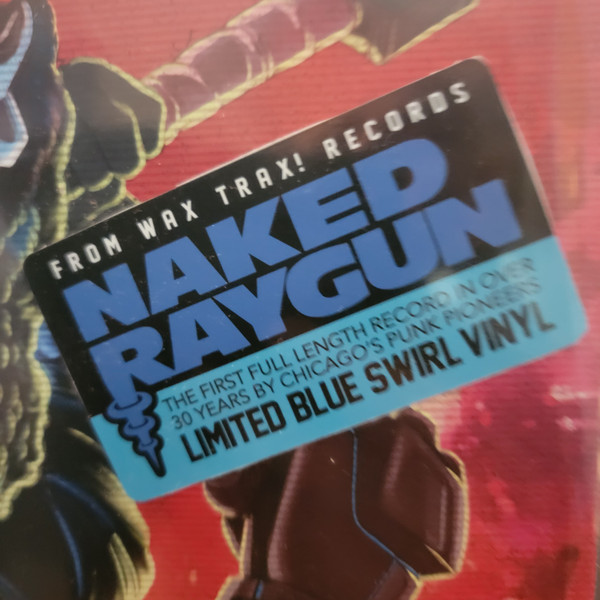 FROM WAX TRAX! RECORDS
NAKED
RAYGUN
THE FIRST FULL LENGTH RECORD IN OVER
30 YEARS BY CHICAGO'S PUNK PIONEERS
LIMITED BLUE SWIRL VINYL